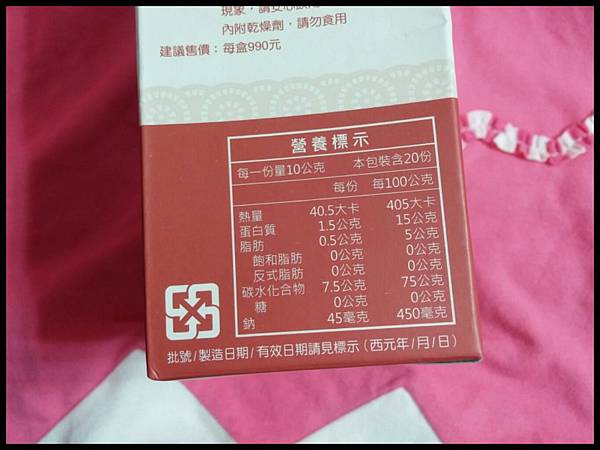 現象，請安心飲用
內附乾燥劑，請勿食用
建議售價：每盒990元
營養標示
每一份量10公克 本包裝含20份
每份 每100公克
熱量 40.5大卡 405大卡
蛋白質 1.5公克 15公克
脂肪 0.5公克 5公克
飽和脂肪 0公克 0公克
反式脂肪 0公克 0公克
碳水化合物 7.5公克 75公克
糖 0公克 0公克
鈉 45毫克 450毫克
批號/製造日期/有效日期請見標示（西元年/月/日）